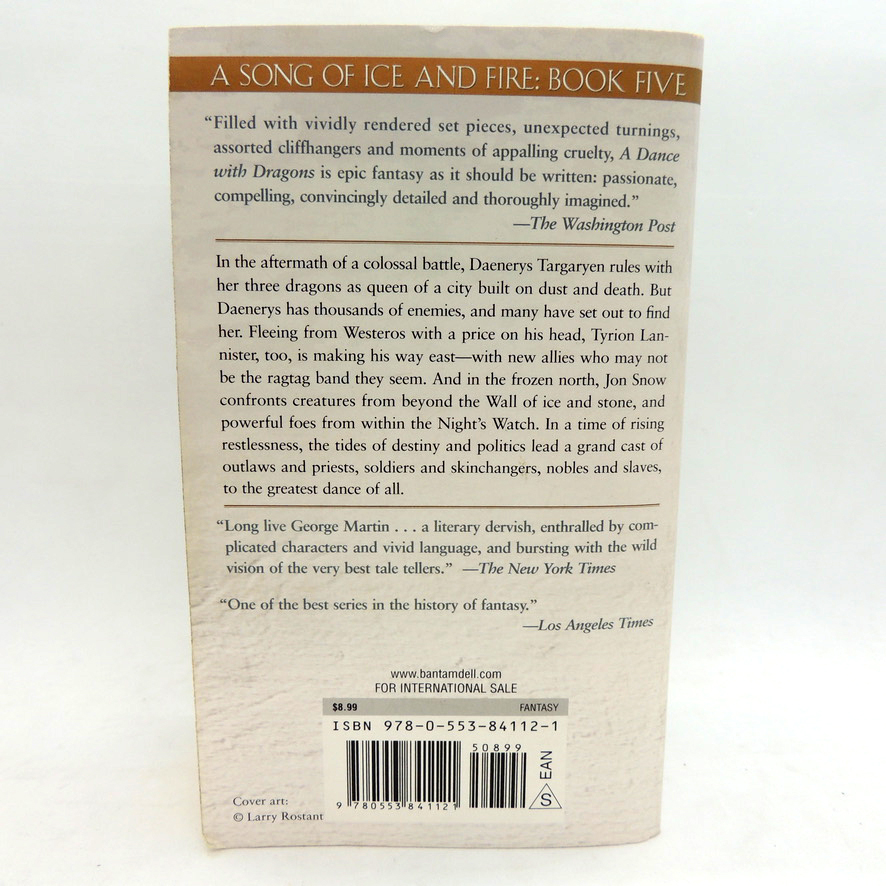 A SONG OF ICE AND FIRE: BOOK FIVE
“Filled with vividly rendered set pieces, unexpected turnings,
assorted cliffhangers and moments of appalling cruelty, A Dance
with Dragons is epic fantasy as it should be written: passionate,
compelling, convincingly detailed and thoroughly imagined.”
—The Washington Post
In the aftermath of a colossal battle, Daenerys Targaryen rules with
her three dragons as queen of a city built on dust and death. But
Daenerys has thousands of enemies, and many have set out to find
her. Fleeing from Westeros with a price on his head, Tyrion Lan-
nister, too, is making his way east—with new allies who may not
be the ragtag band they seem. And in the frozen north, Jon Snow
confronts creatures from beyond the Wall of ice and stone, and
powerful foes from within the Night’s Watch. In a time of rising
restlessness, the tides of destiny and politics lead a grand cast of
outlaws and priests, soldiers and skinchangers, nobles and slaves,
to the greatest dance of all.
“Long live George Martin . . . a literary dervish, enthralled by com-
plicated characters and vivid language, and bursting with the wild
vision of the very best tale tellers.” —The New York Times
“One of the best series in the history of fantasy.”
—Los Angeles Times
www.bantamdell.com
FOR INTERNATIONAL SALE
$8.99 FANTASY
ISBN 978-0-553-84112-1
50899
EAN
S
9 780553 841121
Cover art:
© Larry Rostant